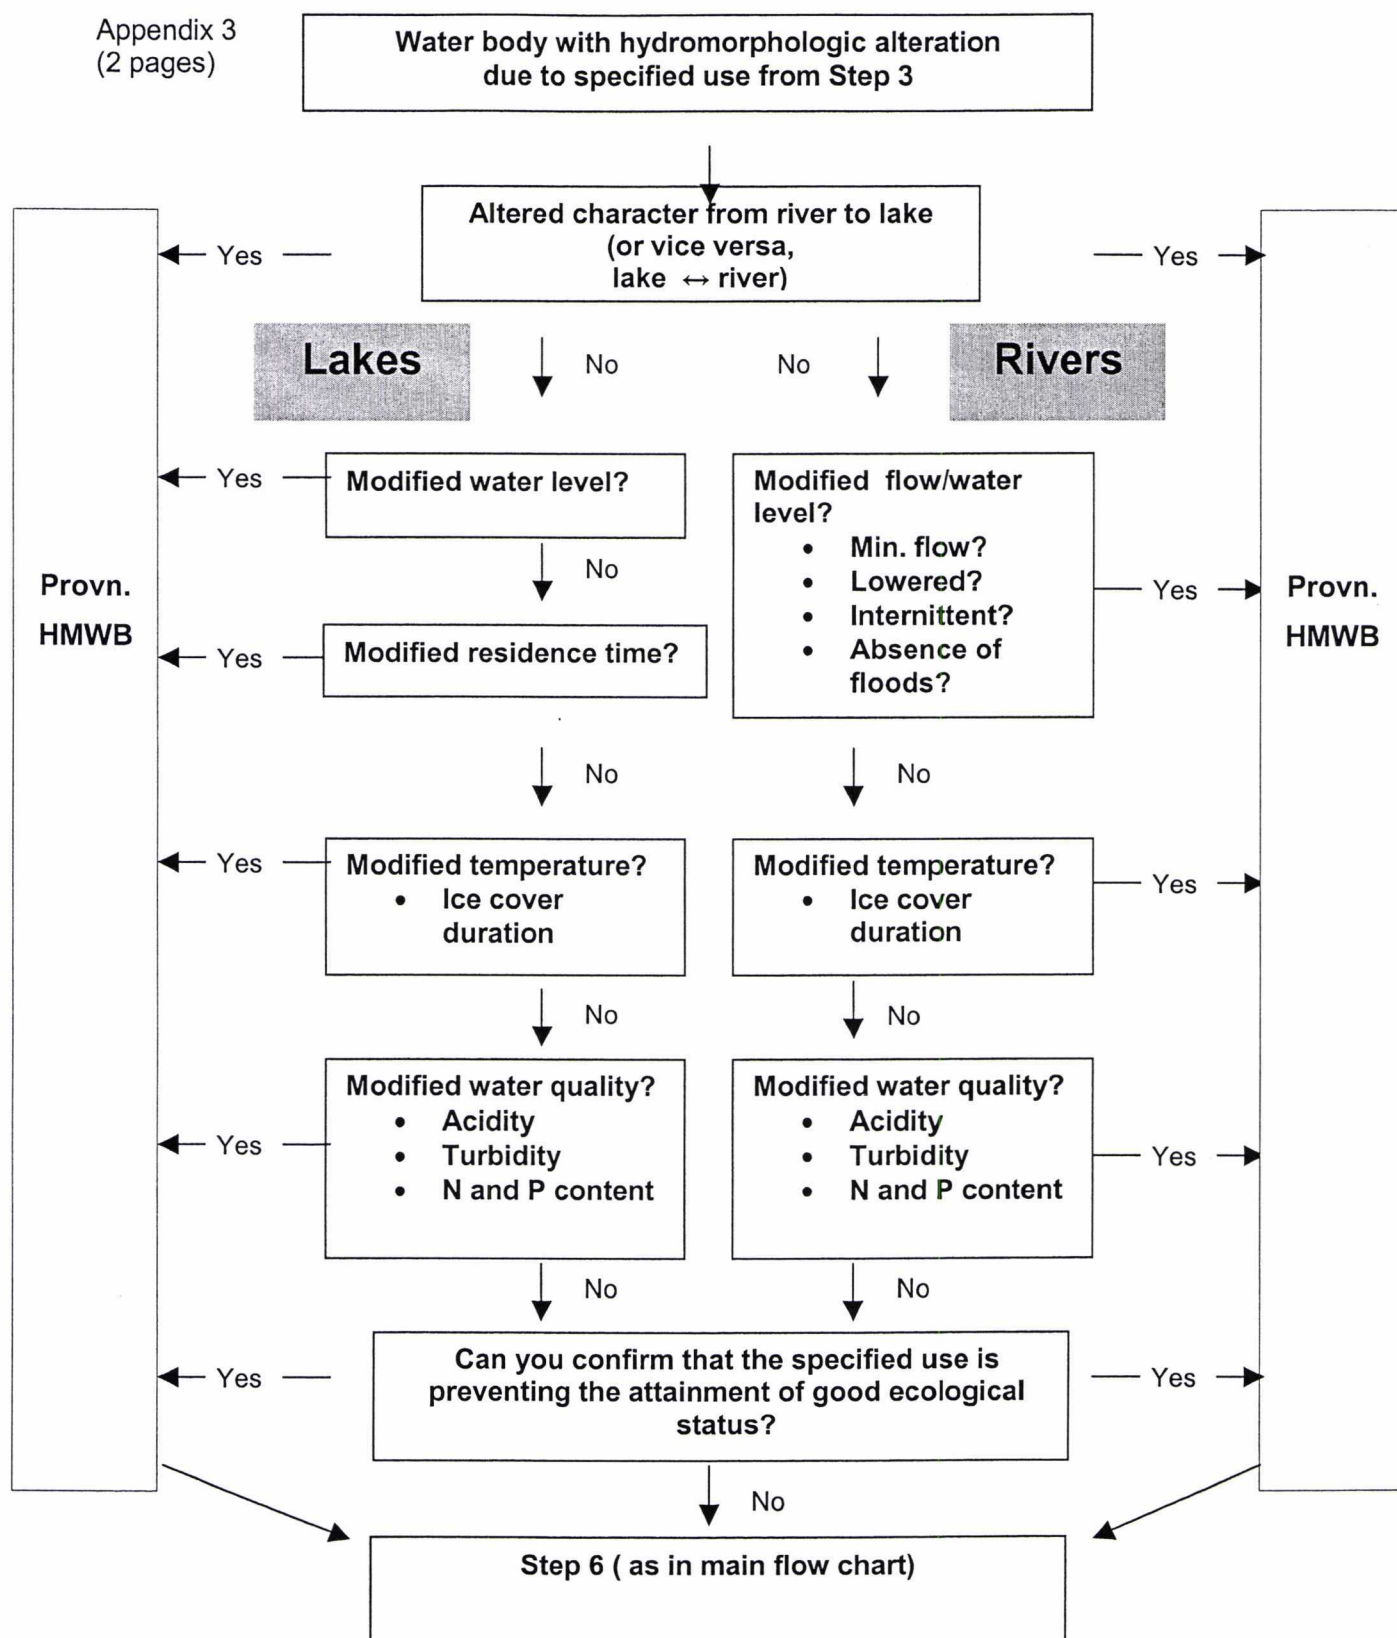 Appendix 3
(2 pages)
Water body with hydromorphologic alteration
due to specified use from Step 3
Altered character from river to lake
(or vice versa,
lake ↔ river)
Yes
Yes
Lakes
No
No
Rivers
Provn.
HMWB
Provn.
HMWB
Yes
Modified water level?
No
Yes
Modified residence time?
No
Modified flow/water
level?
• Min. flow?
• Lowered?
• Internittent?
• Absence of
floods?
Yes
No
Yes
Modified temperature?
• Ice cover
duration
No
Modified temperature?
• Ice cover
duration
Yes
No
Yes
Modified water quality?
• Acidity
• Turbidity
• N and P content
No
Modified water quality?
• Acidity
• Turbidity
• N and P content
Yes
No
Yes
Can you confirm that the specified use is
preventing the attainment of good ecological
status?
Yes
No
Step 6 ( as in main flow chart)